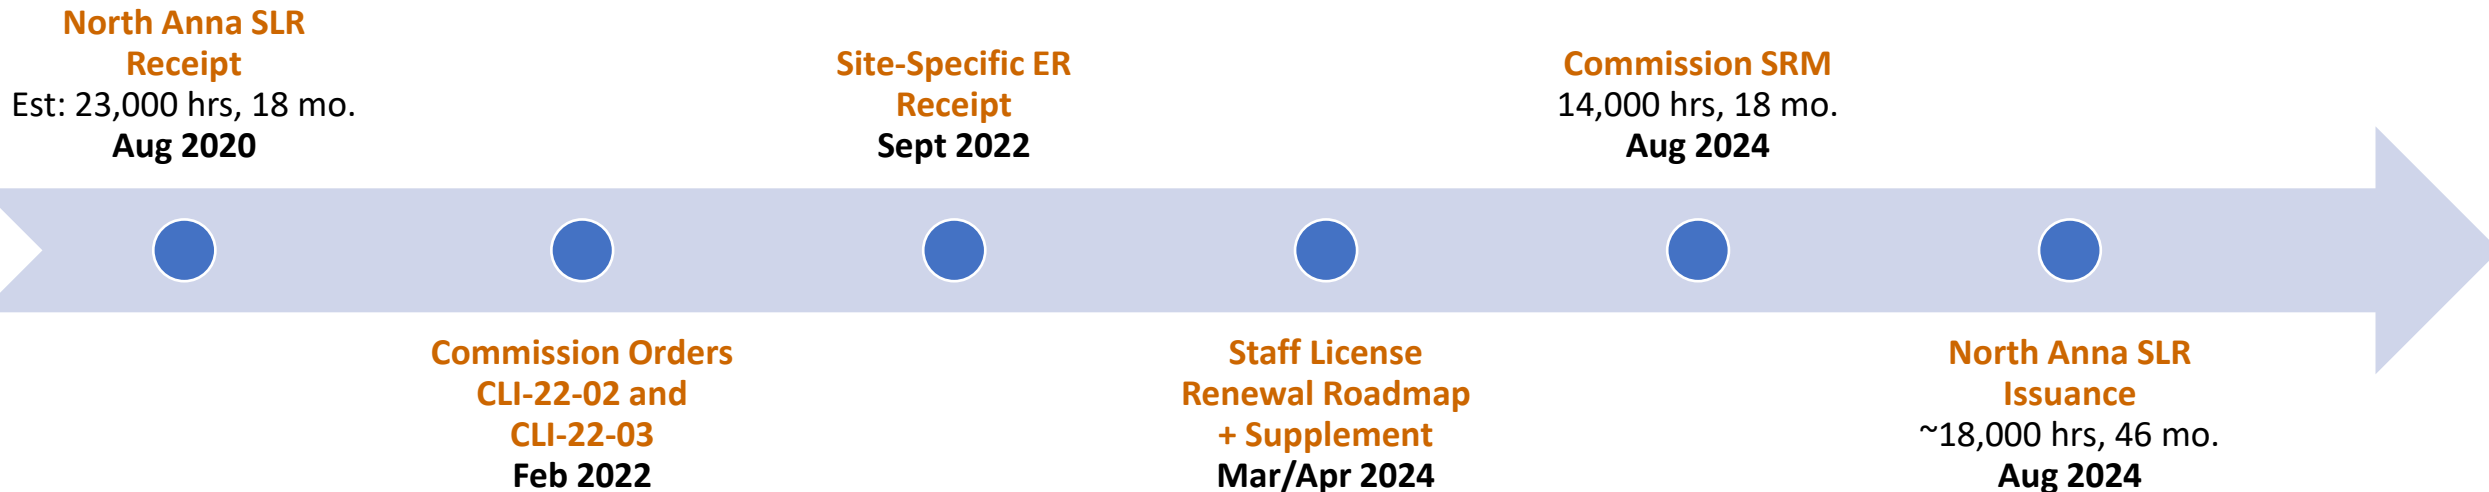 North Anna SLR
Receipt
Est: 23,000 hrs, 18 mo.
Aug 2020
Commission Orders
CLI-22-02 and
CLI-22-03
Feb 2022
Site-Specific ER
Receipt
Sept 2022
Staff License
Renewal Roadmap
+ Supplement
Mar/Apr 2024
Commission SRM
14,000 hrs, 18 mo.
Aug 2024
North Anna SLR
Issuance
~18,000 hrs, 46 mo.
Aug 2024